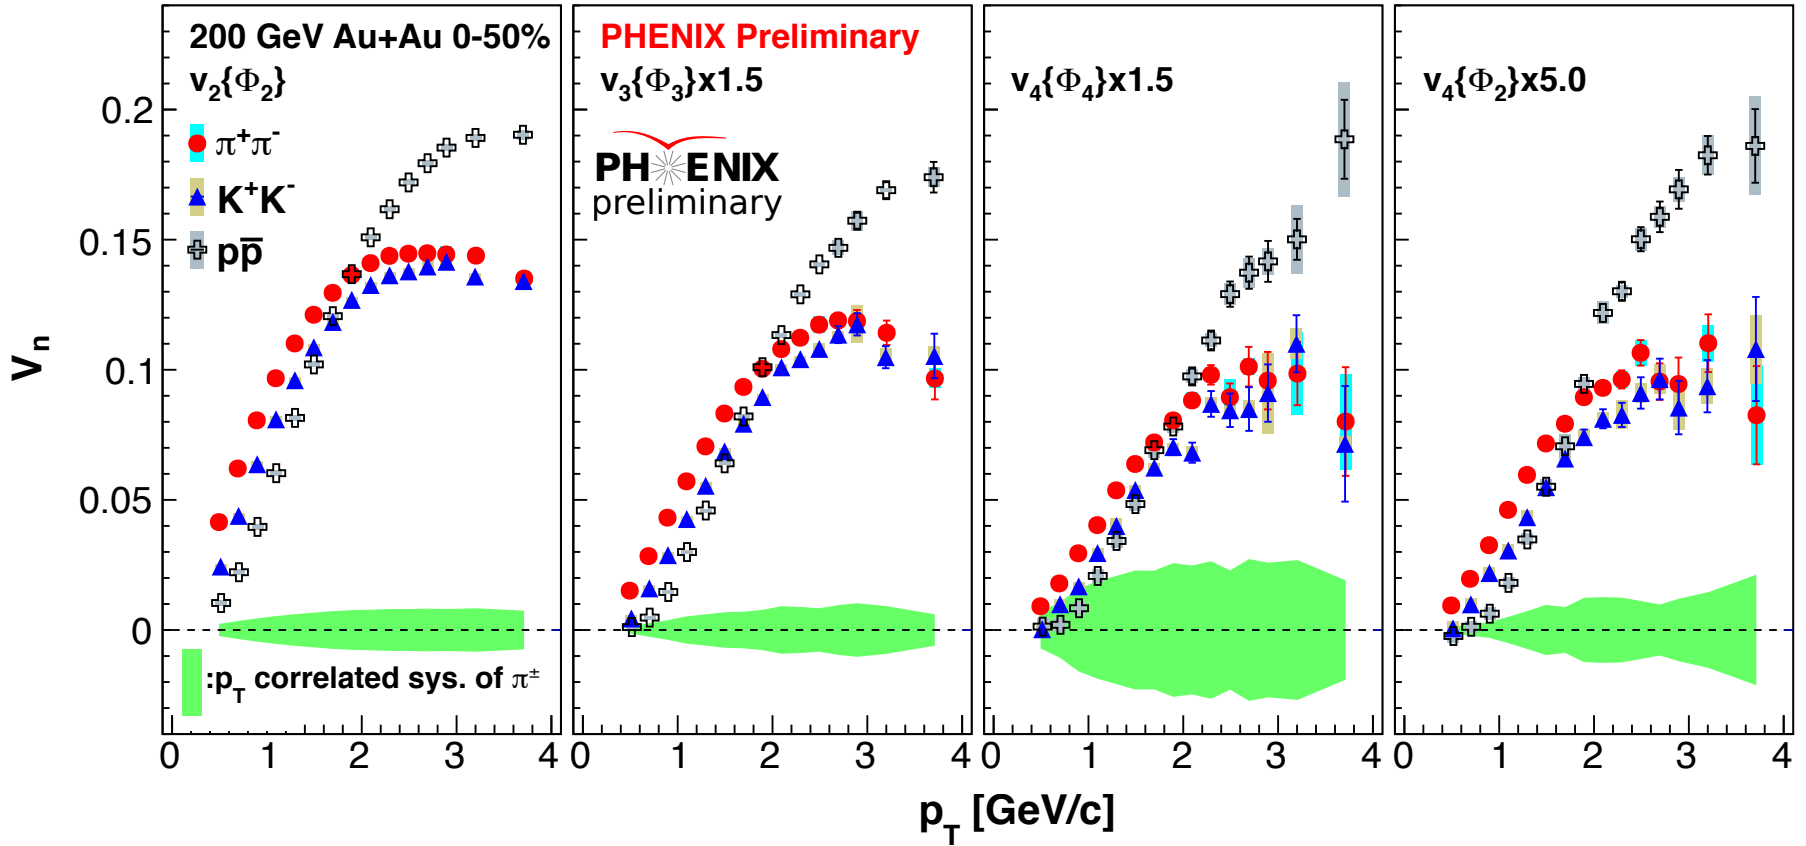 200 GeV Au+Au 0-50%
v2{Φ2}
π+π-
K+K-
pp̅
:pT correlated sys. of π±
PHENIX Preliminary
v3{Φ3}x1.5
PHENIX
preliminary
v4{Φ4}x1.5
v4{Φ2}x5.0
vn
0.2
0.15
0.1
0.05
0
0 1 2 3 4
0 1 2 3 4
0 1 2 3 4
0 1 2 3 4
pT [GeV/c]